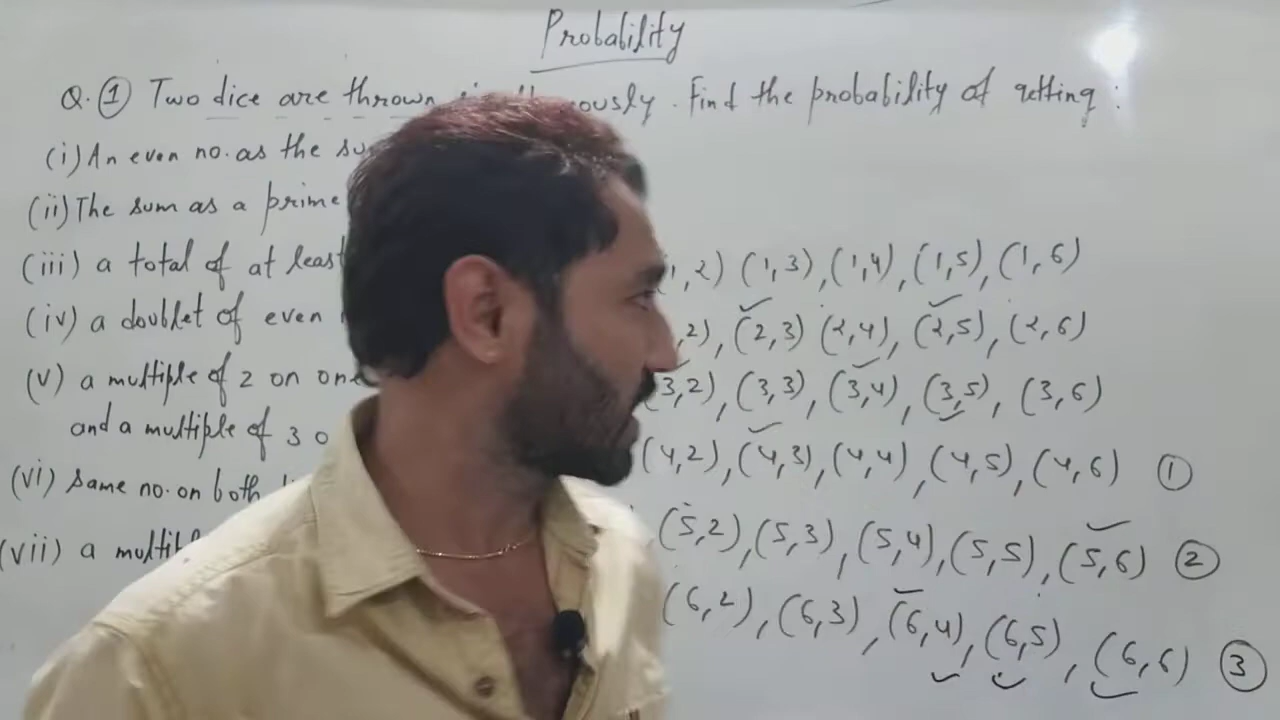 Probability
Q. 1 Two dice are thrown ously. Find the probability of getting :
(i) An even no. as the
(ii) The sum as a prime
(iii) a total of at least
(iv) a doublet of even
(v) a multiple of 2 on one
and a multiple of 3
(vi) Same no. on both
(vii) a
(1,3), (1,4), (1,5), (1,6)
(2,3) (2,4), (2,5), (2,6)
(3,2), (3,3), (3,4), (3,5), (3,6)
(4,2), (4,3), (4,4), (4,5), (4,6) 1
(5,2), (5,3), (5,4), (5,5), (5,6) 2
(6,2), (6,3), (6,4), (6,5), (6,6) 3